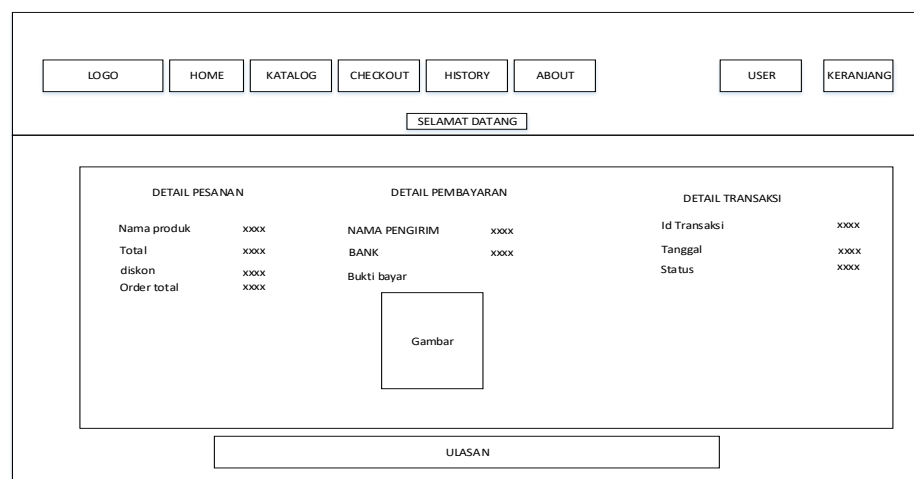 LOGO HOME KATALOG CHECKOUT HISTORY ABOUT USER KERANJANG
SELAMAT DATANG
DETAIL PESANAN
Nama produk xxxx
Total xxxx
diskon xxxx
Order total xxxx
DETAIL PEMBAYARAN
NAMA PENGIRIM xxxx
BANK xxxx
Bukti bayar
Gambar
DETAIL TRANSAKSI
Id Transaksi xxxx
Tanggal xxxx
Status xxxx
ULASAN